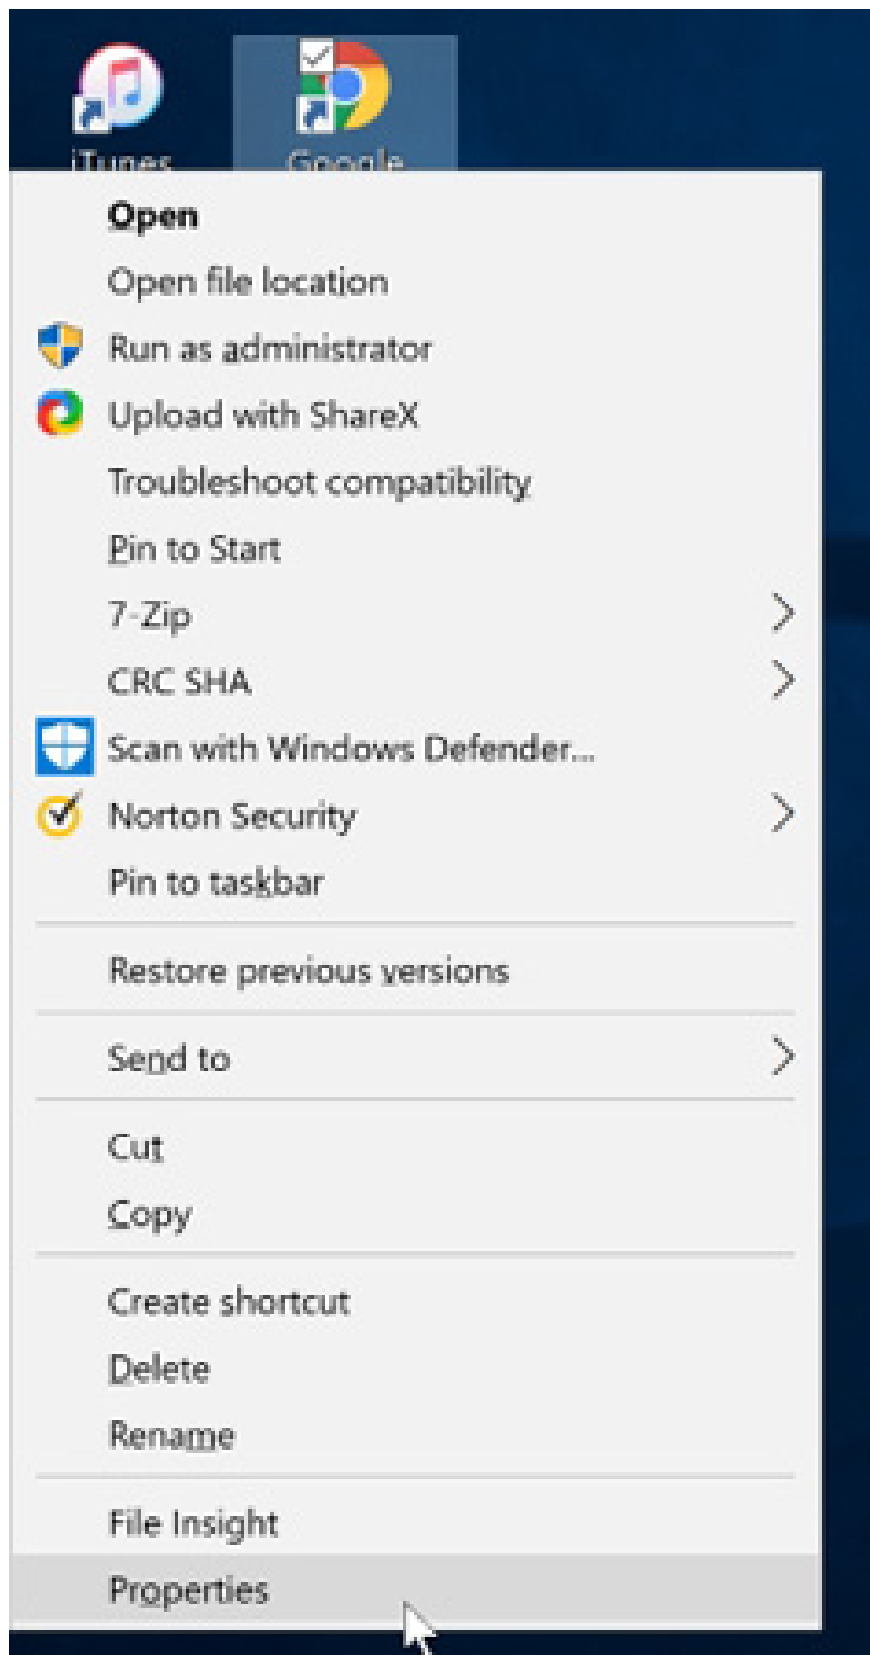 iTunes Google
Open
Open file location
Run as administrator
Upload with ShareX
Troubleshoot compatibility
Pin to Start
7-Zip
CRC SHA
Scan with Windows Defender...
Norton Security
Pin to taskbar
Restore previous versions
Send to
Cut
Copy
Create shortcut
Delete
Rename
File Insight
Properties